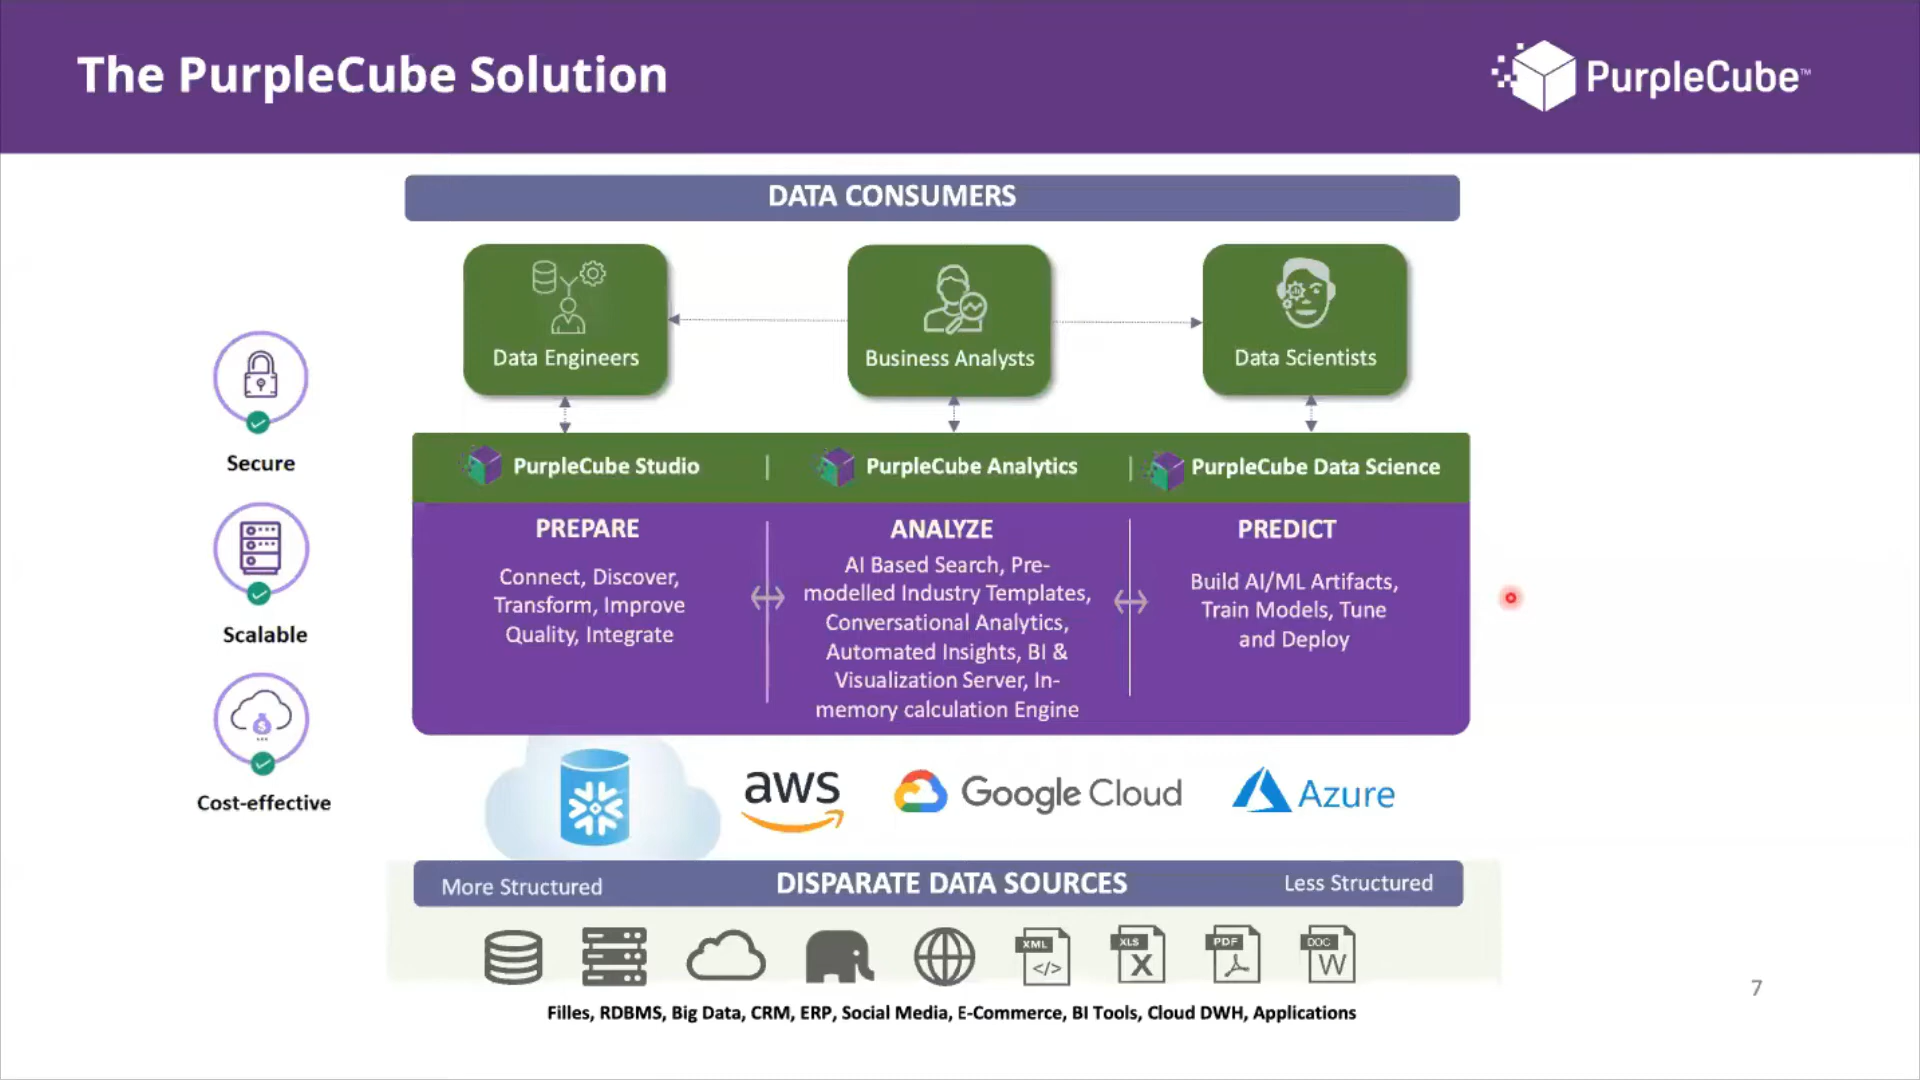 The PurpleCube Solution
PurpleCube™
DATA CONSUMERS
Data Engineers
Business Analysts
Data Scientists
Secure
Scalable
Cost-effective
PurpleCube Studio | PurpleCube Analytics | PurpleCube Data Science
PREPARE
Connect, Discover,
Transform, Improve
Quality, Integrate
ANALYZE
AI Based Search, Pre-
modelled Industry Templates,
Conversational Analytics,
Automated Insights, BI &
Visualization Server, In-
memory calculation Engine
PREDICT
Build AI/ML Artifacts,
Train Models, Tune
and Deploy
aws
Google Cloud
Azure
More Structured
DISPARATE DATA SOURCES
Less Structured
XML
</>
XLS
X
PDF
DOC
W
Filles, RDBMS, Big Data, CRM, ERP, Social Media, E-Commerce, BI Tools, Cloud DWH, Applications
7